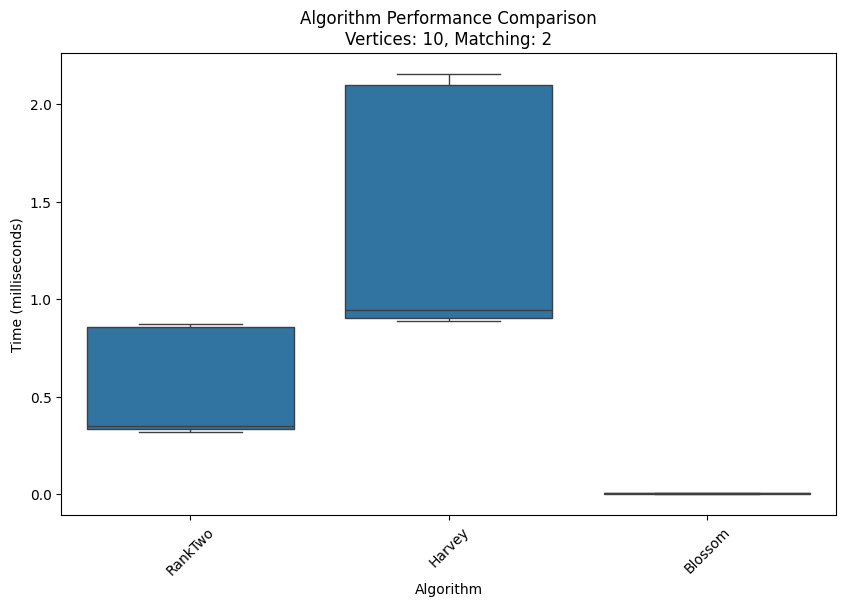 Algorithm Performance Comparison
Vertices: 10, Matching: 2
Time (milliseconds)
2.0
1.5
1.0
0.5
0.0
RankTwo
Harvey
Blossom
Algorithm